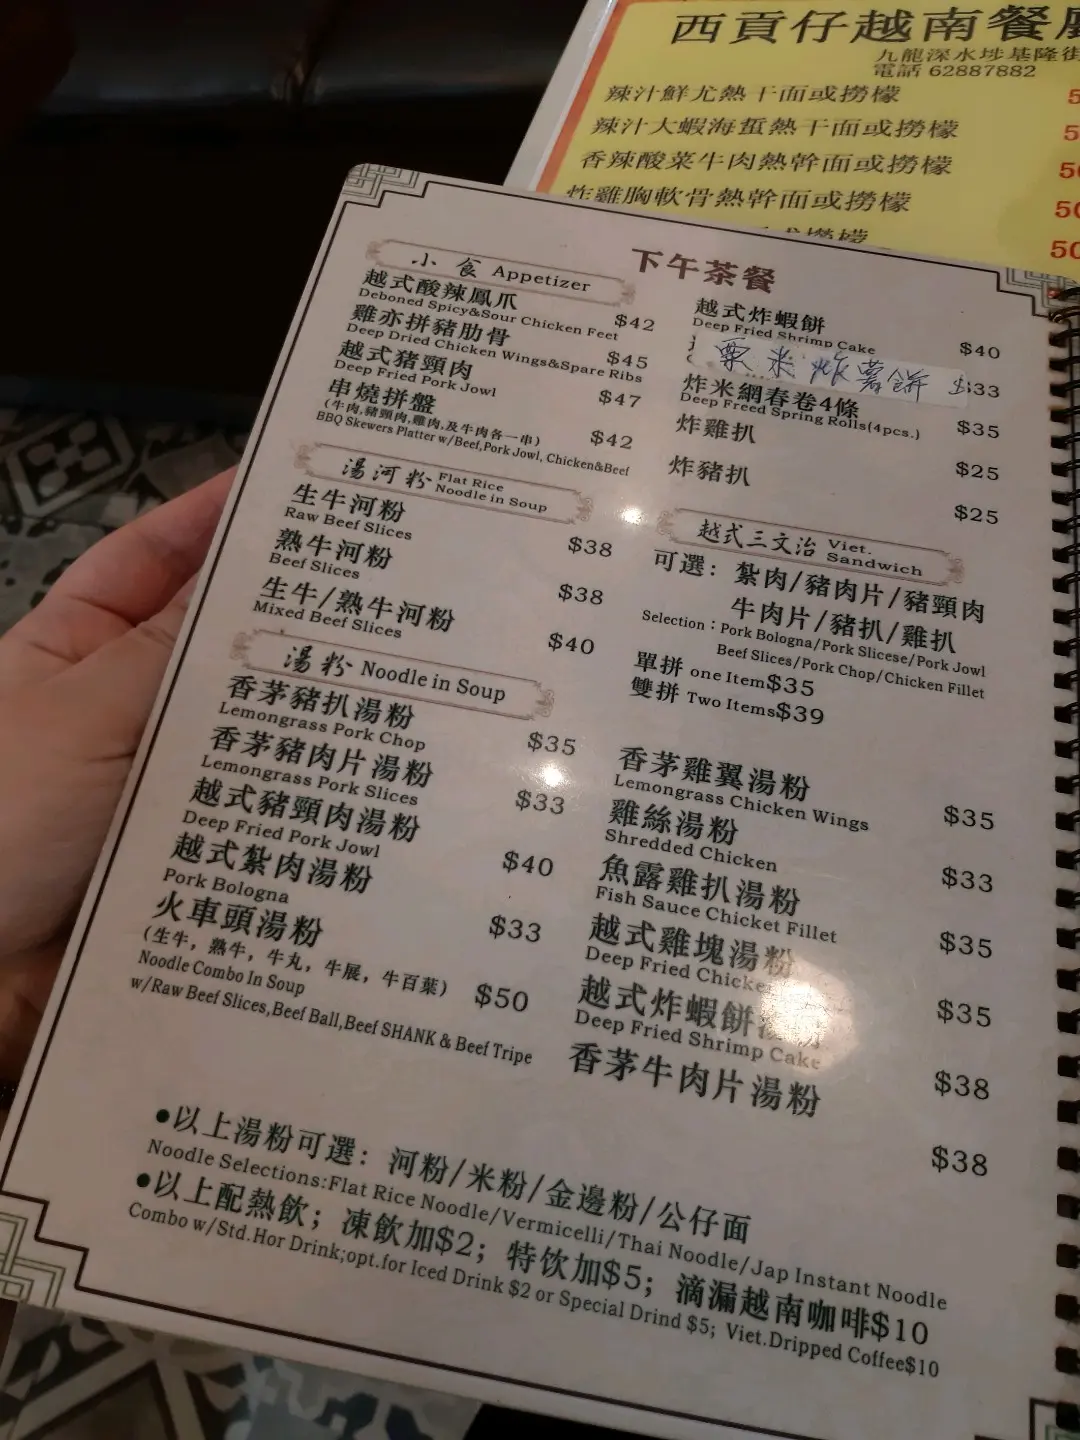 西貢仔越南餐廳
九龍深水埗基隆街
電話 62887882
辣汁鮮尤熱干面或撈檬
辣汁大蝦海蜇熱干面或撈檬
香辣酸菜牛肉熱幹面或撈檬
炸雞胸軟骨熱幹面或撈檬
下午茶餐
小食 Appetizer
越式酸辣鳳爪
Deboned Spicy&Sour Chicken Feet $42
雞亦拼豬肋骨
Deep Dried Chicken Wings&Spare Ribs $45
越式豬頸肉
Deep Fried Pork Jowl $47
串燒拼盤
(牛肉,豬頸肉,雞肉,及牛肉各一串) $42
BBQ Skewers Platter w/Beef,Pork Jowl, Chicken&Beef
越式炸蝦餅
Deep Fried Shrimp Cake $40
粟米炸薯餅 $33
炸米網春卷4條
Deep Freed Spring Rolls(4pcs.) $35
炸雞扒 $25
炸豬扒 $25
湯河粉 Flat Rice Noodle in Soup
生牛河粉
Raw Beef Slices $38
熟牛河粉
Beef Slices $38
生牛/熟牛河粉
Mixed Beef Slices $40
越式三文治 Viet. Sandwich
可選：紮肉/豬肉片/豬頸肉
牛肉片/豬扒/雞扒
Selection：Pork Bologna/Pork Slicese/Pork Jowl
Beef Slices/Pork Chop/Chicken Fillet
單拼 one Item$35
雙拼 Two Items$39
湯粉 Noodle in Soup
香茅豬扒湯粉
Lemongrass Pork Chop $35
香茅豬肉片湯粉
Lemongrass Pork Slices $33
越式豬頸肉湯粉
Deep Fried Pork Jowl $40
越式紮肉湯粉
Pork Bologna $33
火車頭湯粉
(生牛，熟牛，牛丸，牛展，牛百葉) $50
Noodle Combo In Soup
w/Raw Beef Slices,Beef Ball,Beef SHANK & Beef Tripe
香茅雞翼湯粉
Lemongrass Chicken Wings $35
雞絲湯粉
Shredded Chicken $33
魚露雞扒湯粉
Fish Sauce Chicket Fillet $35
越式雞塊湯粉
Deep Fried $35
越式炸蝦餅
Deep Fried Shrimp Cake $38
香茅牛肉片湯粉
$38
●以上湯粉可選：河粉/米粉/金邊粉/公仔面
Noodle Selections:Flat Rice Noodle/Vermicelli/Thai Noodle/Jap Instant Noodle
●以上配熱飲；凍飲加$2；特饮加$5；滴漏越南咖啡$10
Combo w/Std.Hor Drink;opt.for Iced Drink $2 or Special Drind $5; Viet.Dripped Coffee$10